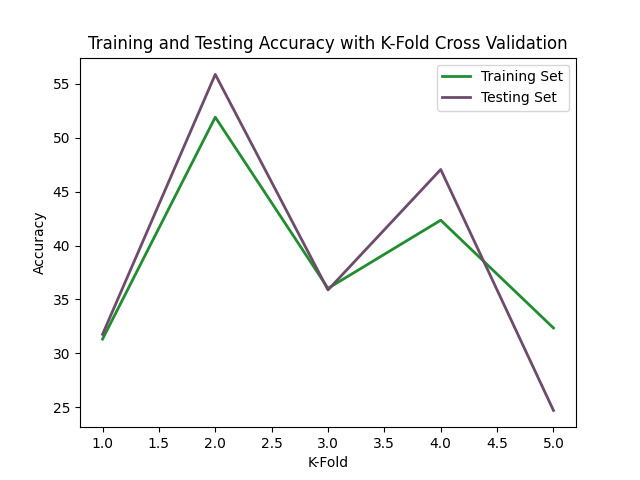 Training and Testing Accuracy with K-Fold Cross Validation
Training Set
Testing Set
55
50
45
40
35
30
25
Accuracy
1.0 1.5 2.0 2.5 3.0 3.5 4.0 4.5 5.0
K-Fold